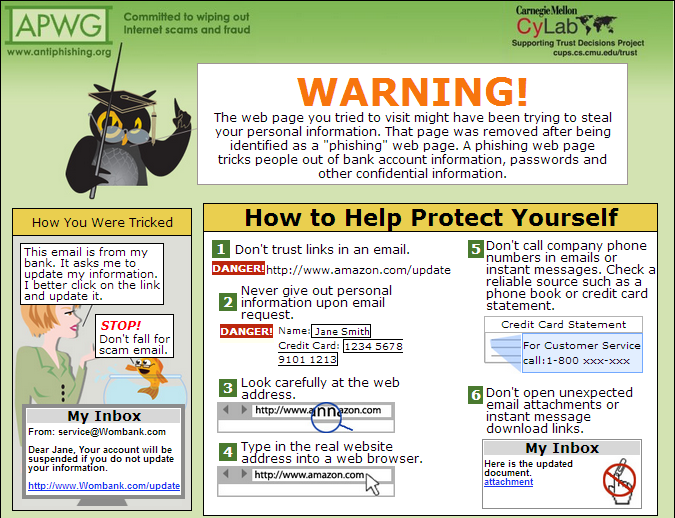 APWG
Committed to wiping out
Internet scams and fraud
www.antiphishing.org
Carnegie Mellon
CyLab
Supporting Trust Decisions Project
cups.cs.cmu.edu/trust
WARNING!
The web page you tried to visit might have been trying to steal
your personal information. That page was removed after being
identified as a "phishing" web page. A phishing web page
tricks people out of bank account information, passwords and
other confidential information.
How You Were Tricked
This email is from my
bank. It asks me to
update my information.
I better click on the link
and update it.
STOP!
Don't fall for
scam email.
My Inbox
From: service@Wombank.com
Dear Jane, Your account will be
suspended if you do not update
your information.
http://www.Wombank.com/update
How to Help Protect Yourself
1 Don't trust links in an email.
DANGER! http://www.amazon.com/update
2 Never give out personal
information upon email
request.
DANGER! Name: Jane Smith
Credit Card: 1234 5678
9101 1213
3 Look carefully at the web
address.
http://www.annazon.com
4 Type in the real website
address into a web browser.
http://www.amazon.com
5 Don't call company phone
numbers in emails or
instant messages. Check a
reliable source such as a
phone book or credit card
statement.
Credit Card Statement
For Customer Service
call:1-800 xxx-xxx
6 Don't open unexpected
email attachments or
instant message
download links.
My Inbox
Here is the updated
document.
attachment